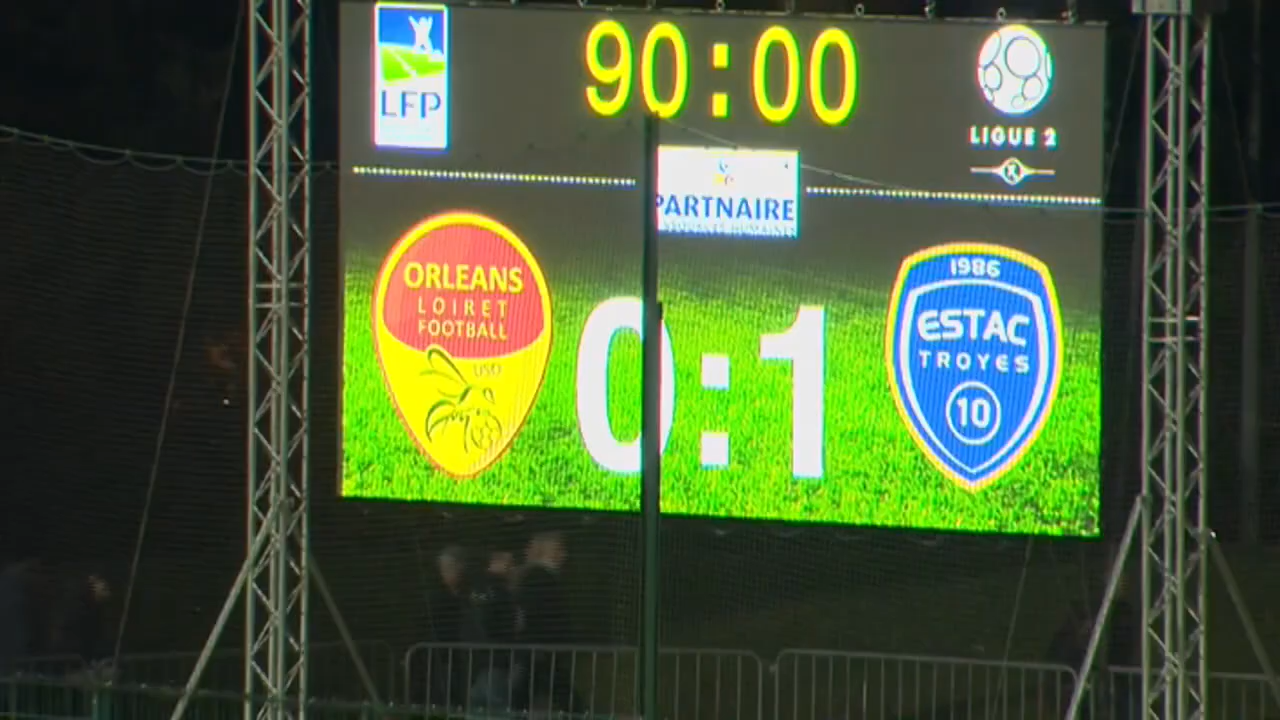 LFP
90:00
LIGUE 2
PARTNAIRE
ORLEANS
LOIRET
FOOTBALL
USO
0:1
1986
ESTAC
TROYES
10